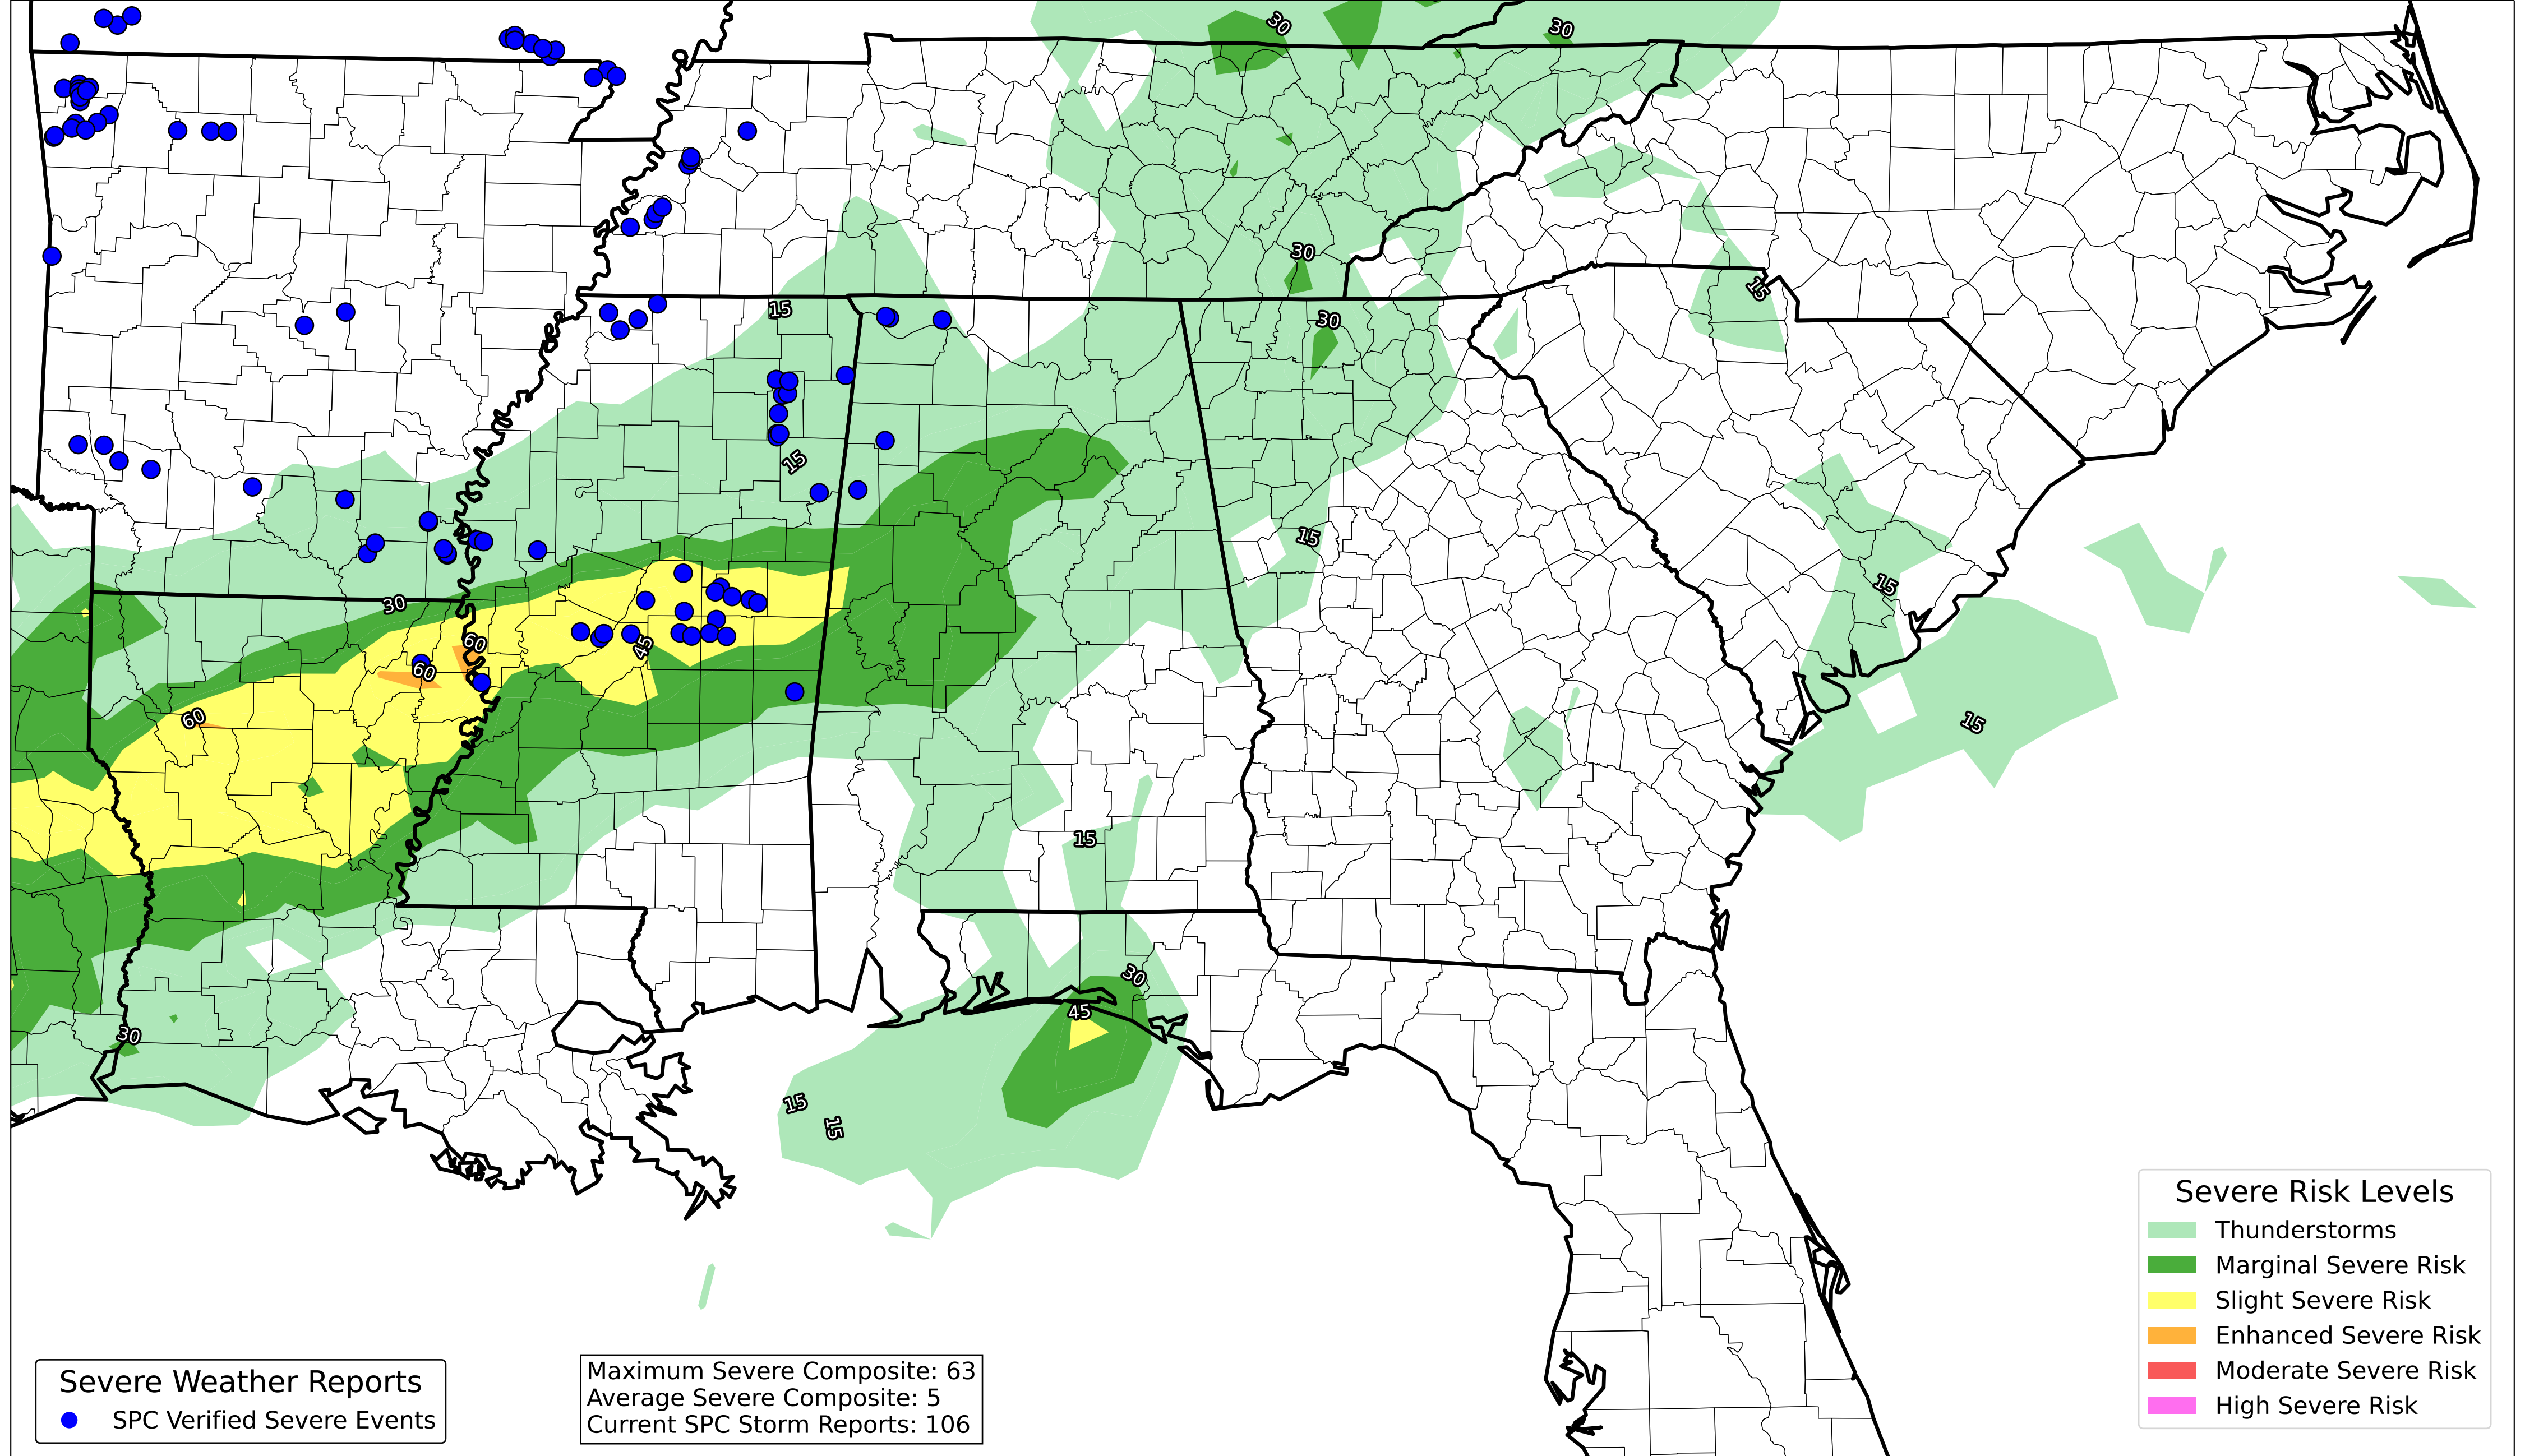 30
30
30
15
30
15
15
15
30
15
60
45
60
60
15
15
30
45
30
15
15
Severe Risk Levels
Thunderstorms
Marginal Severe Risk
Slight Severe Risk
Enhanced Severe Risk
Moderate Severe Risk
High Severe Risk
Severe Weather Reports
SPC Verified Severe Events
Maximum Severe Composite: 63
Average Severe Composite: 5
Current SPC Storm Reports: 106